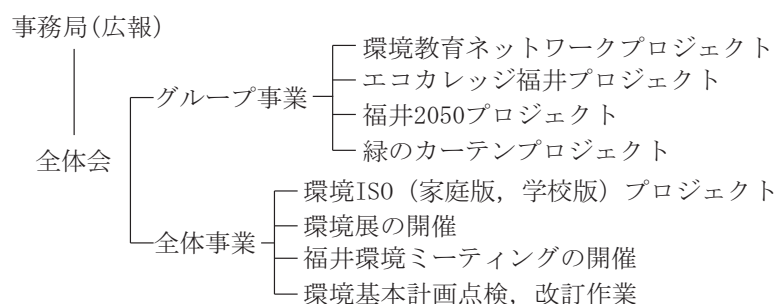 事務局(広報)
環境教育ネットワークプロジェクト
エコカレッジ福井プロジェクト
グループ事業
福井2050プロジェクト
緑のカーテンプロジェクト
全体会
環境ISO（家庭版，学校版）プロジェクト
環境展の開催
全体事業
福井環境ミーティングの開催
環境基本計画点検，改訂作業